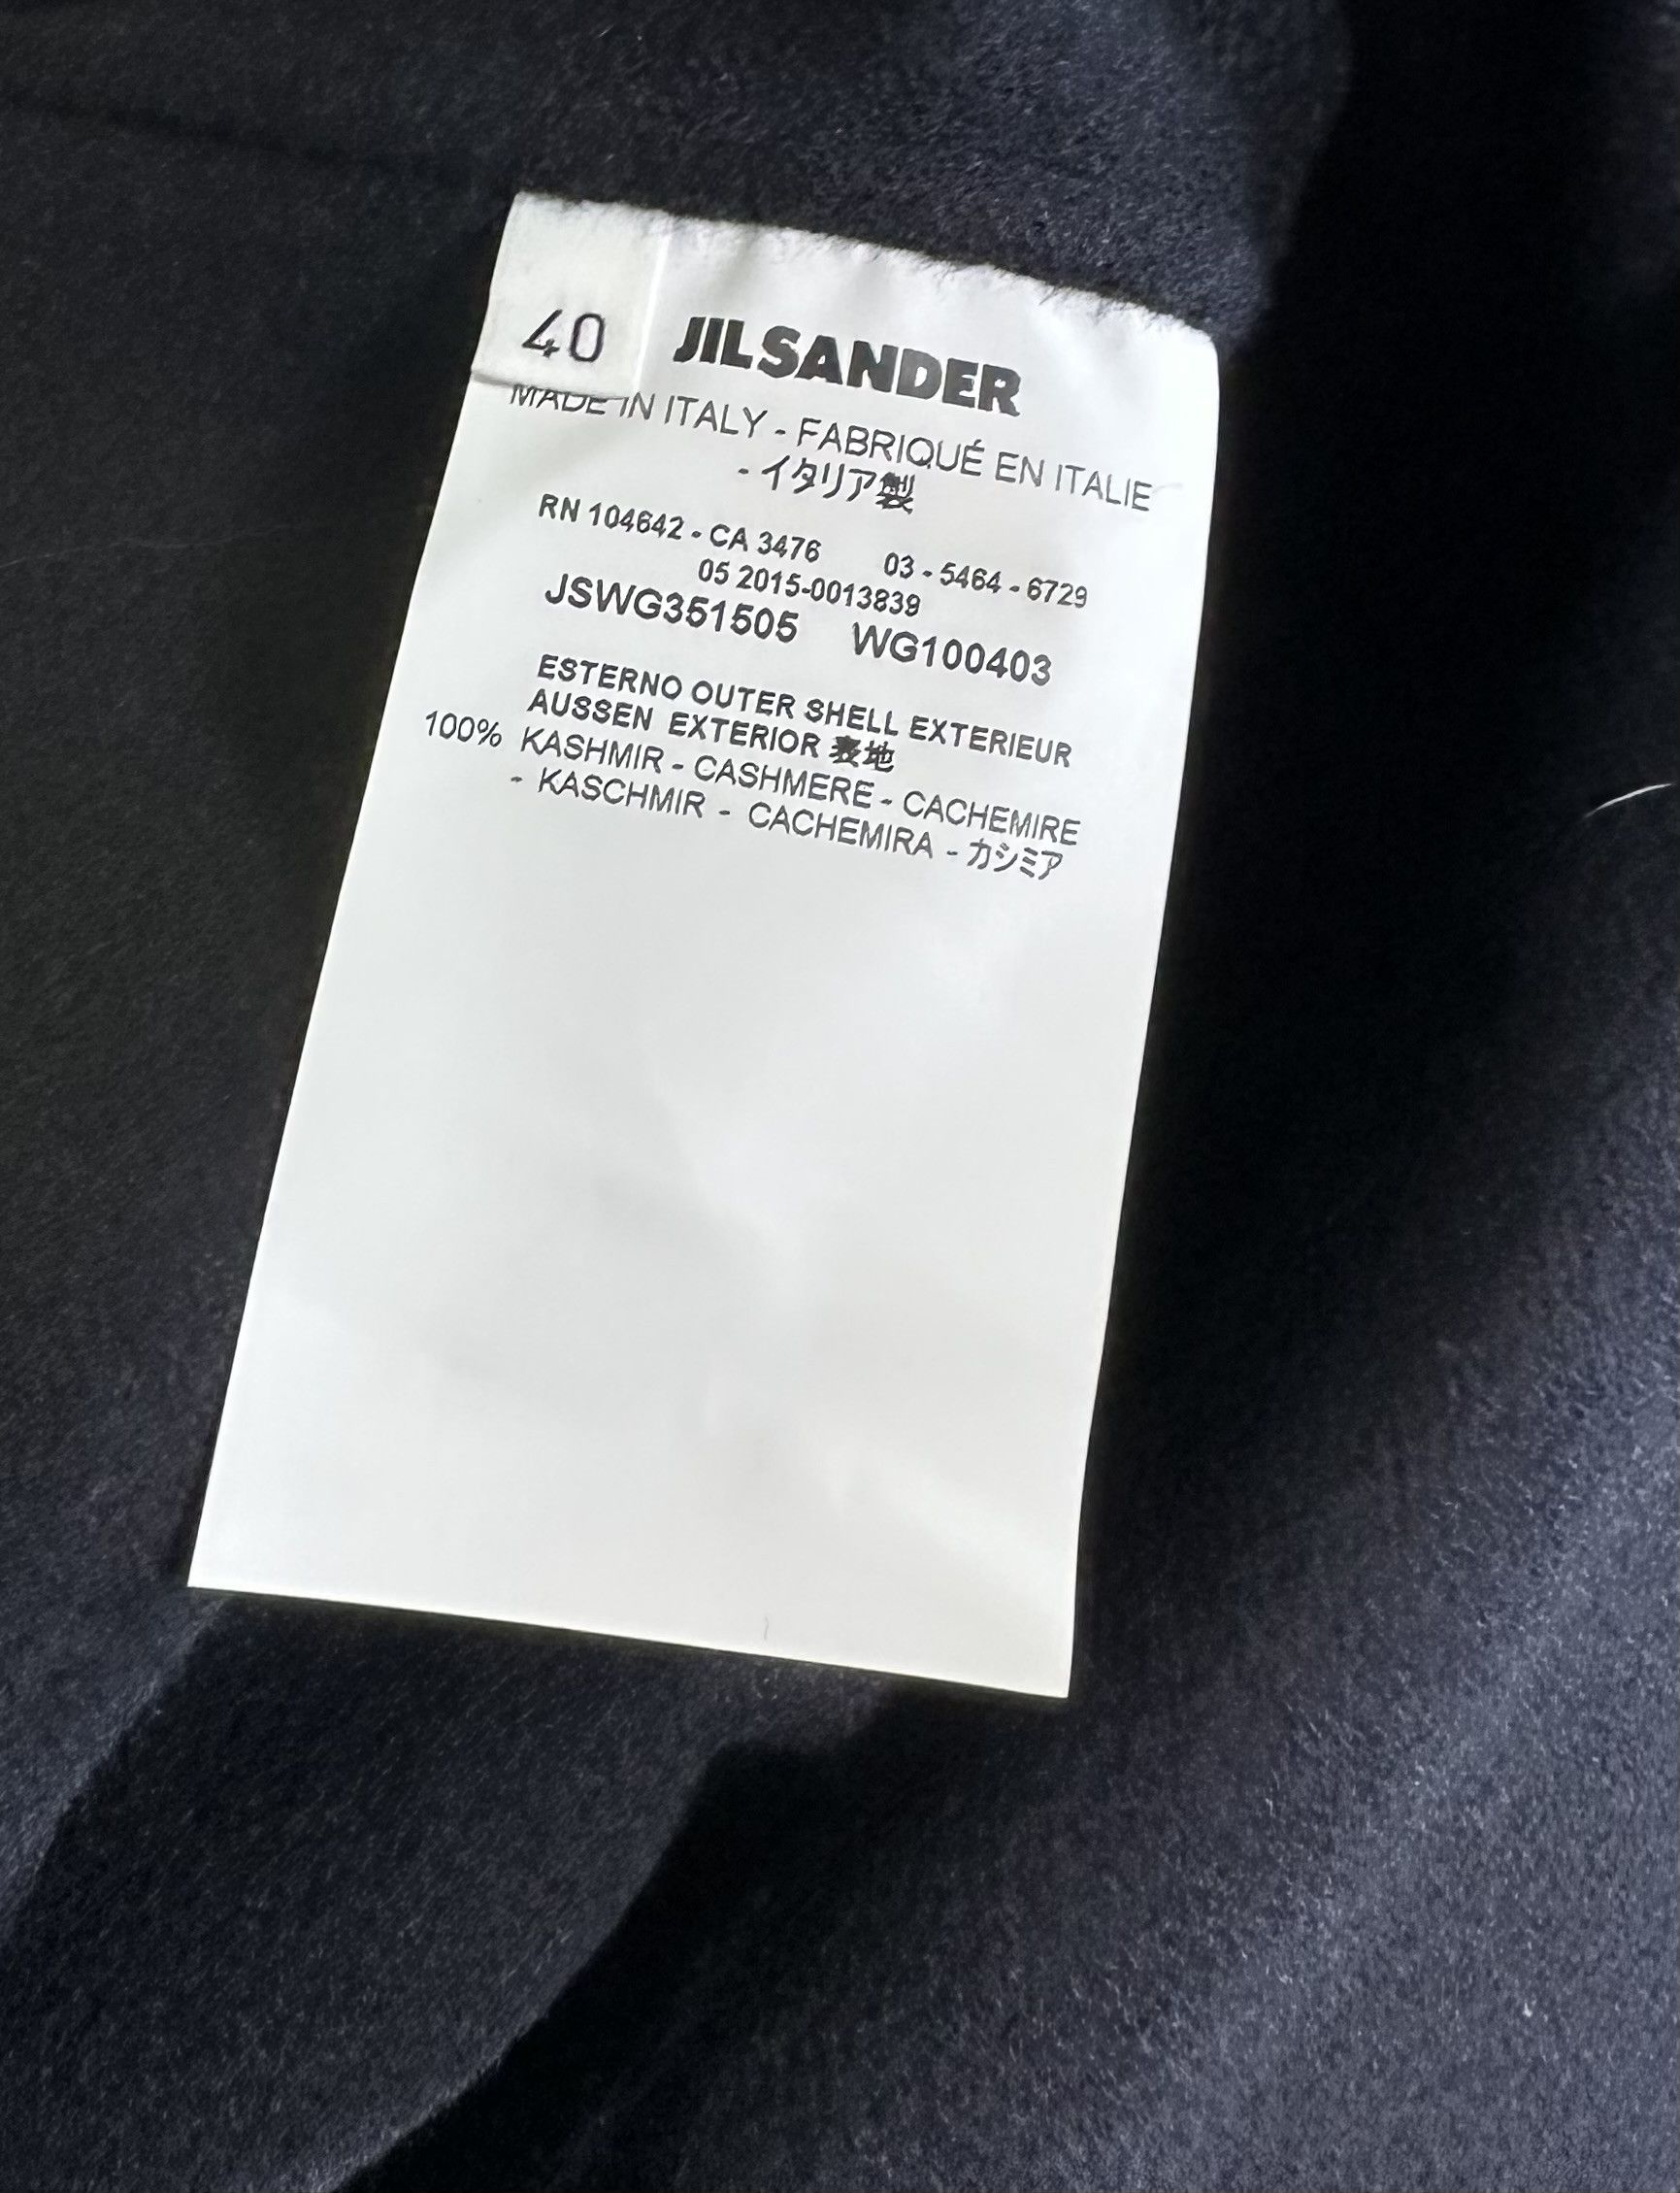 40
JIL SANDER
MADE IN ITALY - FABRIQUÉ EN ITALIE
- イタリア製
RN 104642 - CA 3476 03 - 5464 - 6729
05 2015-0013839
JSWG351505 WG100403
ESTERNO OUTER SHELL EXTERIEUR
AUSSEN EXTERIOR 表地
100% KASHMIR - CASHMERE - CACHEMIRE
- KASCHMIR - CACHEMIRA - カシミア